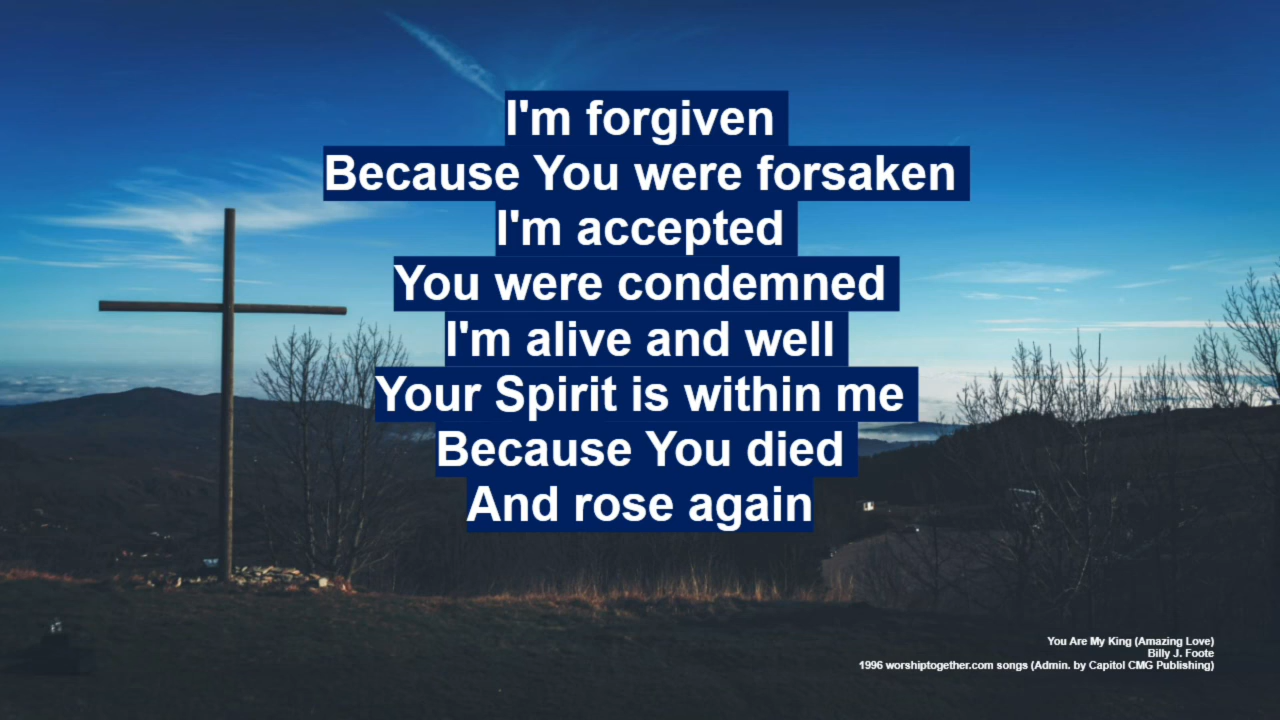 I'm forgiven
Because You were forsaken
I'm accepted
You were condemned
I'm alive and well
Your Spirit is within me
Because You died
And rose again
You Are My King (Amazing Love)
Billy J. Foote
1996 worshiptogether.com songs (Admin. by Capitol CMG Publishing)